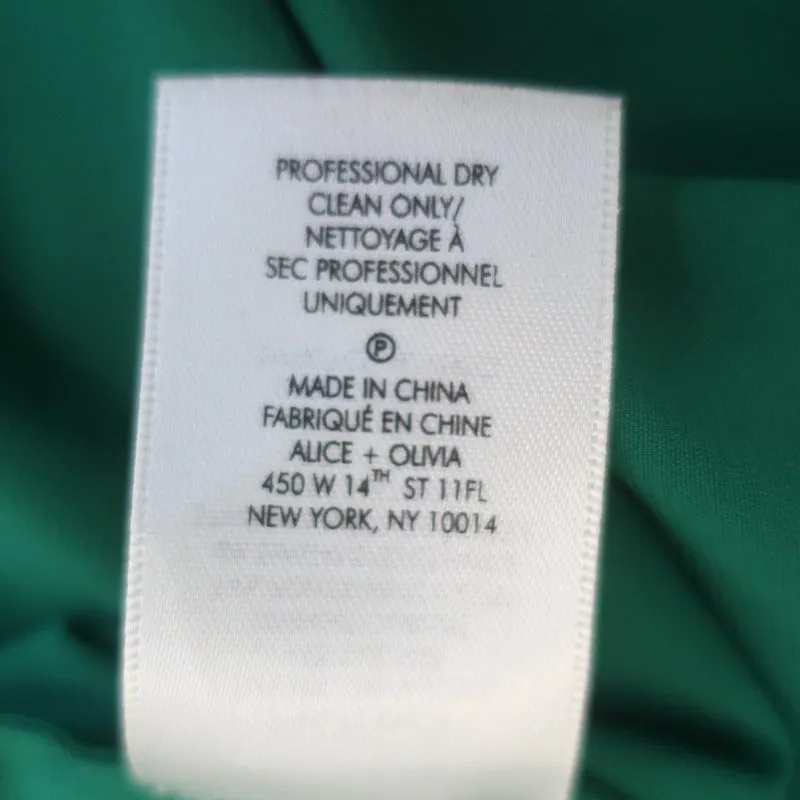 PROFESSIONAL DRY
CLEAN ONLY/
NETTOYAGE À
SEC PROFESSIONNEL
UNIQUEMENT
Ⓟ
MADE IN CHINA
FABRIQUÉ EN CHINE
ALICE + OLIVIA
450 W 14TH ST 11FL
NEW YORK, NY 10014